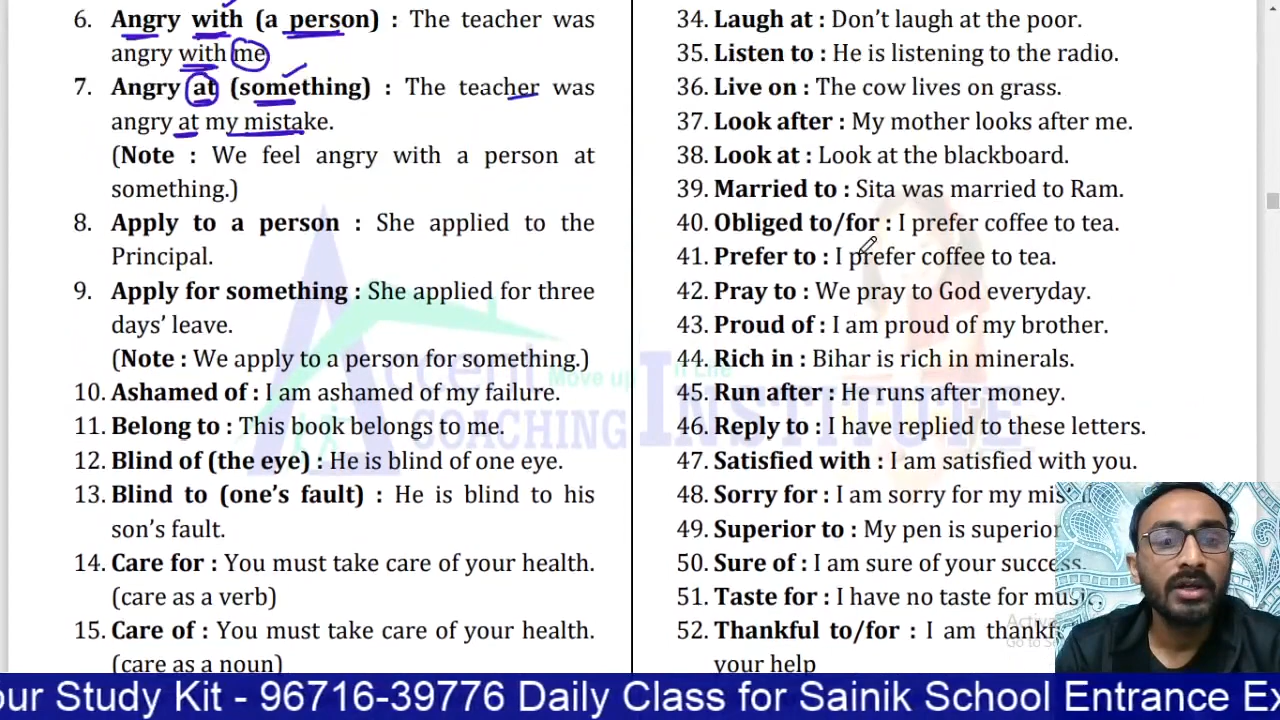 6. Angry with (a person) : The teacher was
angry with me
7. Angry at (something) : The teacher was
angry at my mistake.
(Note : We feel angry with a person at
something.)
8. Apply to a person : She applied to the
Principal.
9. Apply for something : She applied for three
days’ leave.
(Note : We apply to a person for something.)
10. Ashamed of : I am ashamed of my failure.
11. Belong to : This book belongs to me.
12. Blind of (the eye) : He is blind of one eye.
13. Blind to (one’s fault) : He is blind to his
son’s fault.
14. Care for : You must take care of your health.
(care as a verb)
15. Care of : You must take care of your health.
(care as a noun)
34. Laugh at : Don’t laugh at the poor.
35. Listen to : He is listening to the radio.
36. Live on : The cow lives on grass.
37. Look after : My mother looks after me.
38. Look at : Look at the blackboard.
39. Married to : Sita was married to Ram.
40. Obliged to/for : I prefer coffee to tea.
41. Prefer to : I prefer coffee to tea.
42. Pray to : We pray to God everyday.
43. Proud of : I am proud of my brother.
44. Rich in : Bihar is rich in minerals.
45. Run after : He runs after money.
46. Reply to : I have replied to these letters.
47. Satisfied with : I am satisfied with you.
48. Sorry for : I am sorry for my
49. Superior to : My pen is superior
50. Sure of : I am sure of your success.
51. Taste for : I have no taste for
52. Thankful to/for : I am
your help
Move up in Life
COACHING INSTITUTE
our Study Kit - 96716-39776 Daily Class for Sainik School Entrance